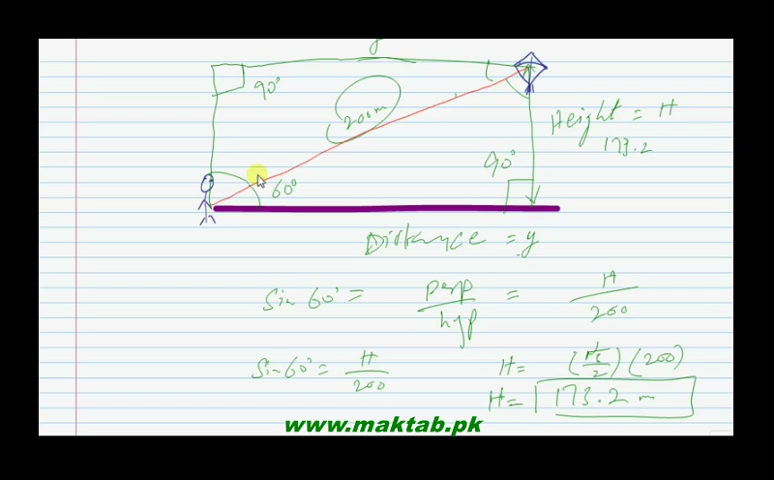 y
90°
200m
Height = H
173.2
90°
60°
Distance = y
Sin 60° = perp/hyp = H/200
Sin 60° = H/200
H = (√3/2)(200)
H = 173.2 m
www.maktab.pk